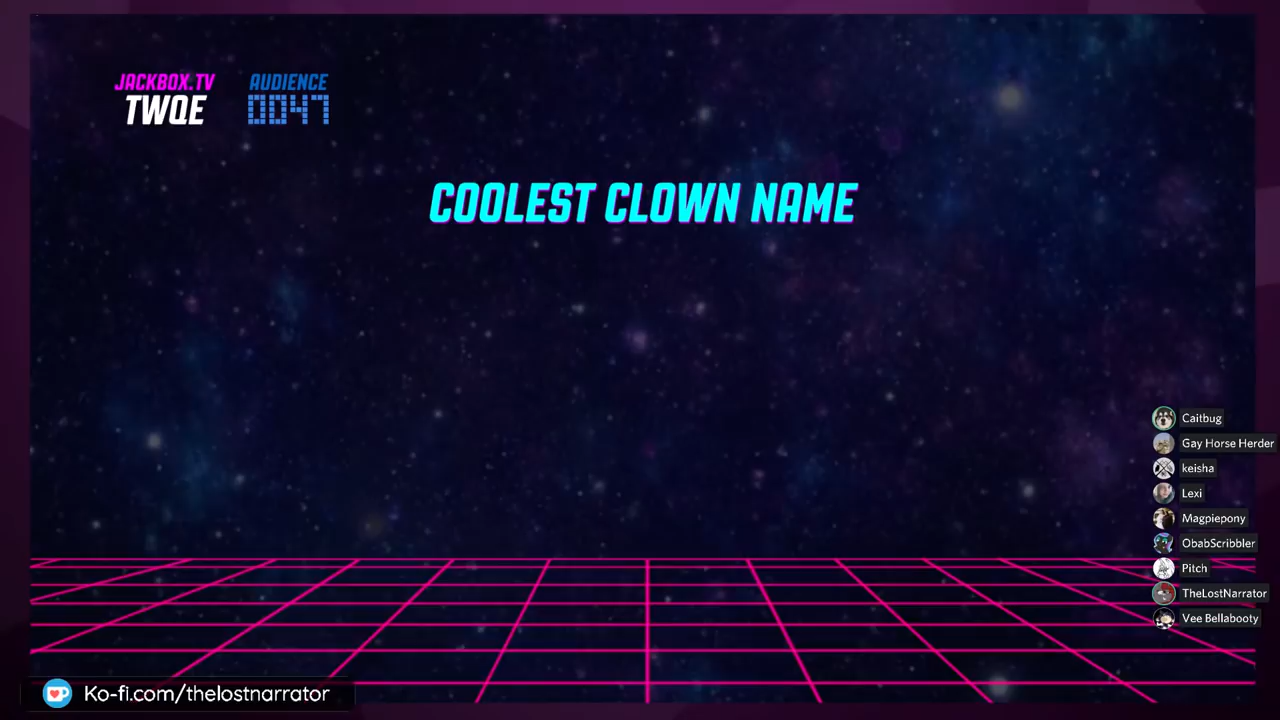 JACKBOX.TV
TWQE
AUDIENCE
0047
COOLEST CLOWN NAME
Caitbug
Gay Horse Herder
keisha
Lexi
Magpiepony
ObabScribbler
Pitch
TheLostNarrator
Vee Bellabooty
Ko-fi.com/thelostnarrator